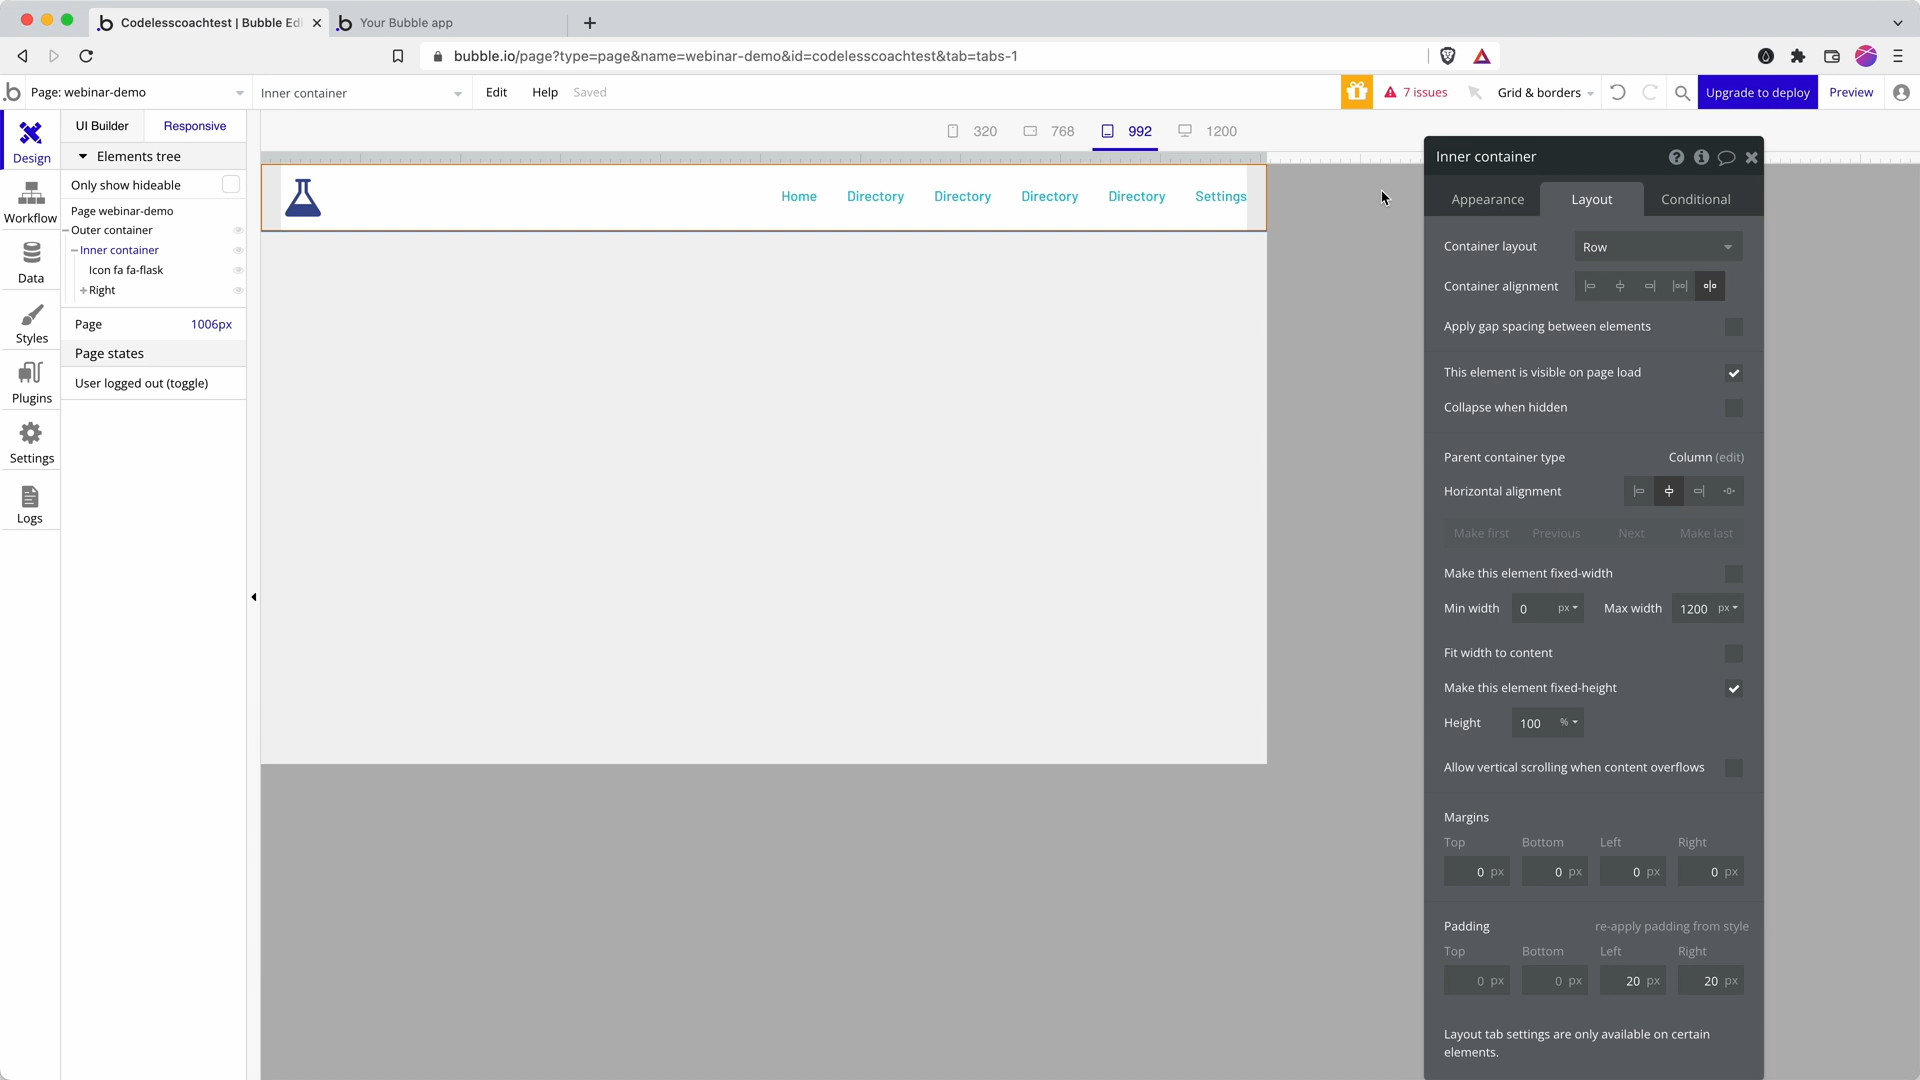 Codelesscoachtest | Bubble Edi
Your Bubble app
bubble.io/page?type=page&name=webinar-demo&id=codelesscoachtest&tab=tabs-1
Page: webinar-demo
Inner container
Edit
Help
Saved
7 issues
Grid & borders
Upgrade to deploy
Preview
UI Builder
Responsive
320
768
992
1200
Design
Workflow
Data
Styles
Plugins
Settings
Logs
Elements tree
Only show hideable
Page webinar-demo
Outer container
Inner container
Icon fa fa-flask
Right
Page 1006px
Page states
User logged out (toggle)
Home Directory Directory Directory Directory Settings
Inner container
Appearance Layout Conditional
Container layout Row
Container alignment
Apply gap spacing between elements
This element is visible on page load
Collapse when hidden
Parent container type Column (edit)
Horizontal alignment
Make first Previous Next Make last
Make this element fixed-width
Min width 0 px Max width 1200 px
Fit width to content
Make this element fixed-height
Height 100 %
Allow vertical scrolling when content overflows
Margins
Top Bottom Left Right
0 px 0 px 0 px 0 px
Padding re-apply padding from style
Top Bottom Left Right
0 px 0 px 20 px 20 px
Layout tab settings are only available on certain
elements.